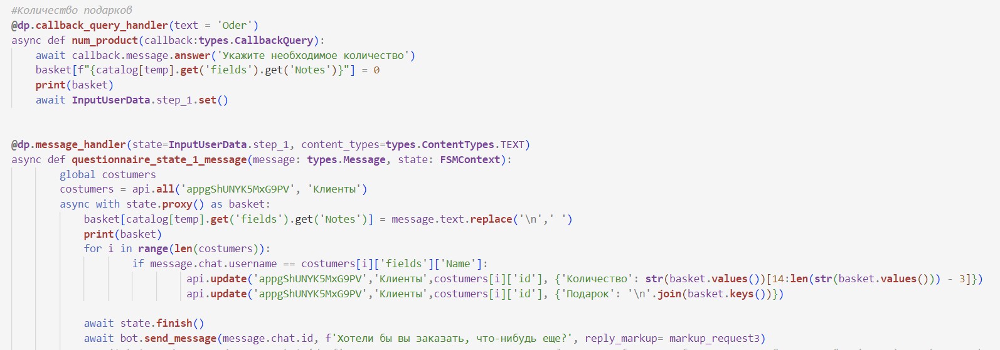 #Количество подарков
@dp.callback_query_handler(text = 'Oder')
async def num_product(callback:types.CallbackQuery):
    await callback.message.answer('Укажите необходимое количество')
    basket[f"{catalog[temp].get('fields').get('Notes')}"] = 0
    print(basket)
    await InputUserData.step_1.set()
@dp.message_handler(state=InputUserData.step_1, content_types=types.ContentTypes.TEXT)
async def questionnaire_state_1_message(message: types.Message, state: FSMContext):
        global costumers
        costumers = api.all('appgShUNYK5MxG9PV', 'Клиенты')
        async with state.proxy() as basket:
            basket[catalog[temp].get('fields').get('Notes')] = message.text.replace('\n',' ')
            print(basket)
            for i in range(len(costumers)):
                    if message.chat.username == costumers[i]['fields']['Name']:
                             api.update('appgShUNYK5MxG9PV','Клиенты',costumers[i]['id'], {'Количество': str(basket.values())[14:len(str(basket.values())) - 3]})
                             api.update('appgShUNYK5MxG9PV','Клиенты',costumers[i]['id'], {'Подарок': '\n'.join(basket.keys())})
            await state.finish()
            await bot.send_message(message.chat.id, f'Хотели бы вы заказать, что-нибудь еще?', reply_markup= markup_request3)